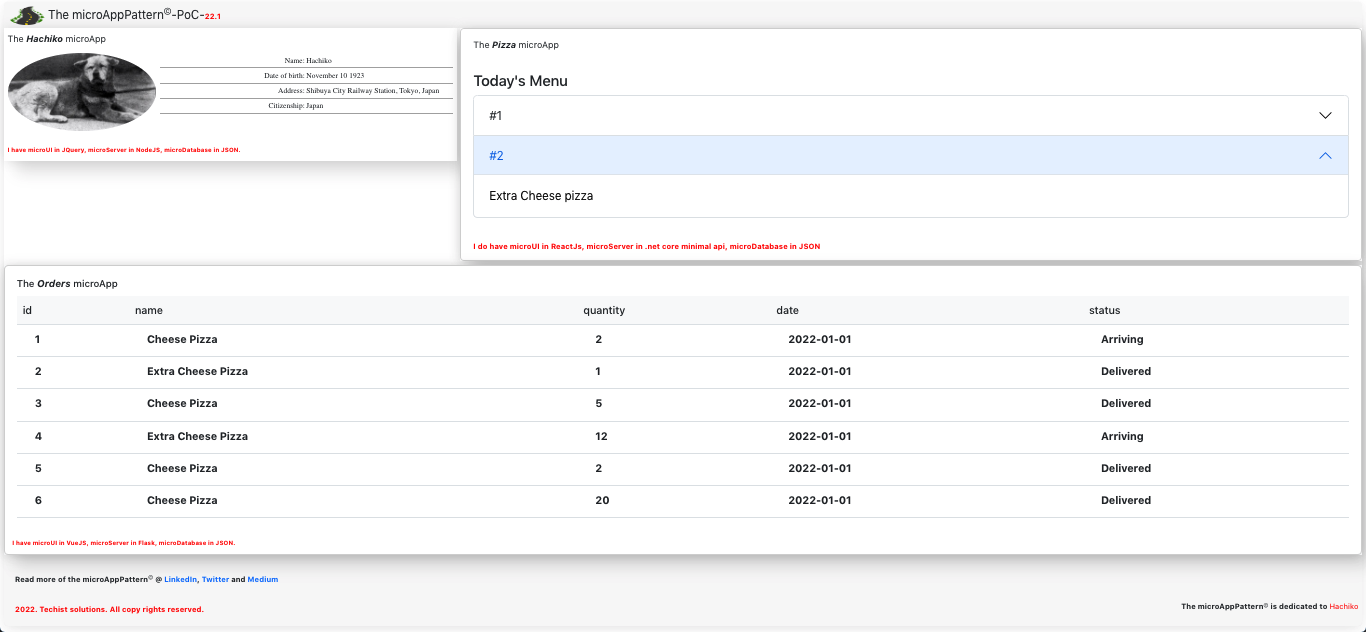 The microAppPattern©-PoC-22.1
The Hachiko microApp
Name: Hachiko
Date of birth: November 10 1923
Address: Shibuya City Railway Station, Tokyo, Japan
Citizenship: Japan
I have microUI in JQuery, microServer in NodeJS, microDatabase in JSON.
The Pizza microApp
Today's Menu
#1
#2
Extra Cheese pizza
I do have microUI in ReactJs, microServer in .net core minimal api, microDatabase in JSON
The Orders microApp
id name quantity date status
1 Cheese Pizza 2 2022-01-01 Arriving
2 Extra Cheese Pizza 1 2022-01-01 Delivered
3 Cheese Pizza 5 2022-01-01 Delivered
4 Extra Cheese Pizza 12 2022-01-01 Arriving
5 Cheese Pizza 2 2022-01-01 Delivered
6 Cheese Pizza 20 2022-01-01 Delivered
I have microUI in VueJS, microServer in Flask, microDatabase in JSON.
Read more of the microAppPattern© @ LinkedIn, Twitter and Medium
2022. Techist solutions. All copy rights reserved.
The microAppPattern© is dedicated to Hachiko